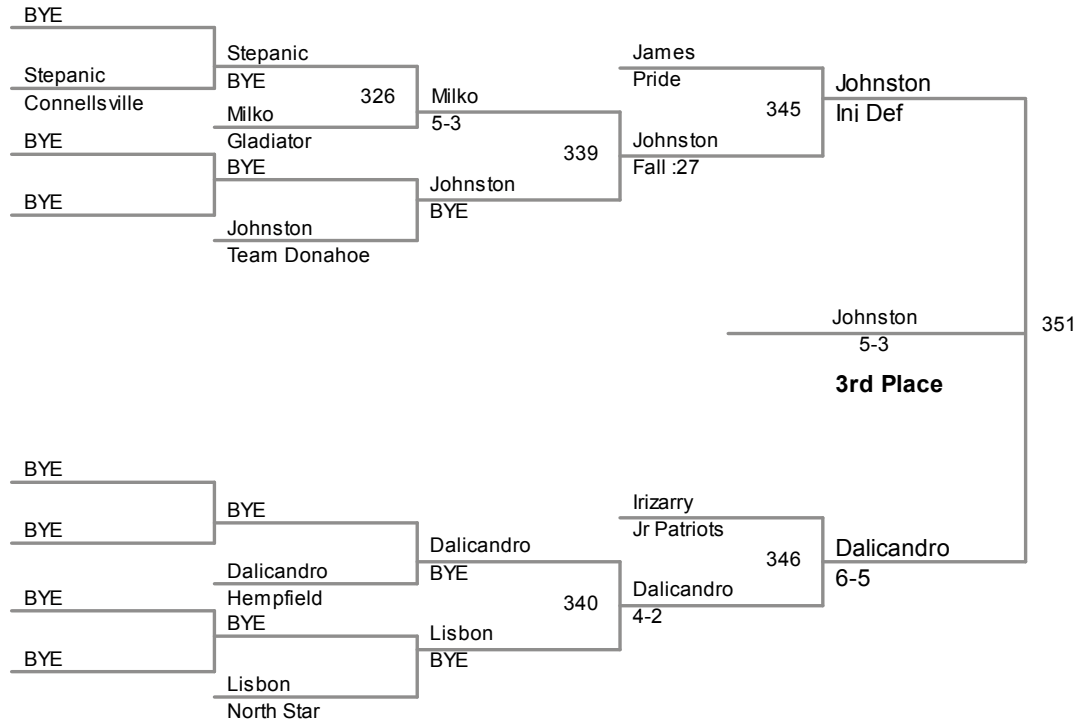 BYE
Stepanic
Connellsville
Stepanic
BYE
326
Milko
Gladiator
Milko
5-3
BYE
BYE
BYE
Johnston
Team Donahoe
Johnston
BYE
339
James
Pride
Johnston
Fall :27
345
Johnston
Ini Def
Johnston
5-3
3rd Place
351
BYE
BYE
BYE
Dalicandro
Hempfield
Dalicandro
BYE
BYE
BYE
BYE
Lisbon
North Star
Lisbon
BYE
340
Irizarry
Jr Patriots
Dalicandro
4-2
346
Dalicandro
6-5